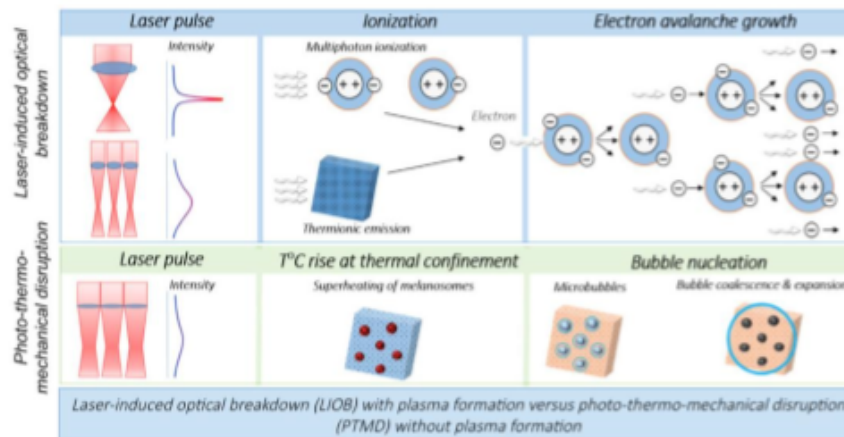 Laser pulse
Ionization
Electron avalanche growth
Laser-induced optical
breakdown
Intensity
Multiphoton ionization
Electron
Thermionic emission
Photo-thermo-
mechanical disruption
Laser pulse
T°C rise at thermal confinement
Bubble nucleation
Intensity
Superheating of melanosomes
Microbubbles
Bubble coalescence & expansion
Laser-induced optical breakdown (LIOB) with plasma formation versus photo-thermo-mechanical disruption
(PTMD) without plasma formation